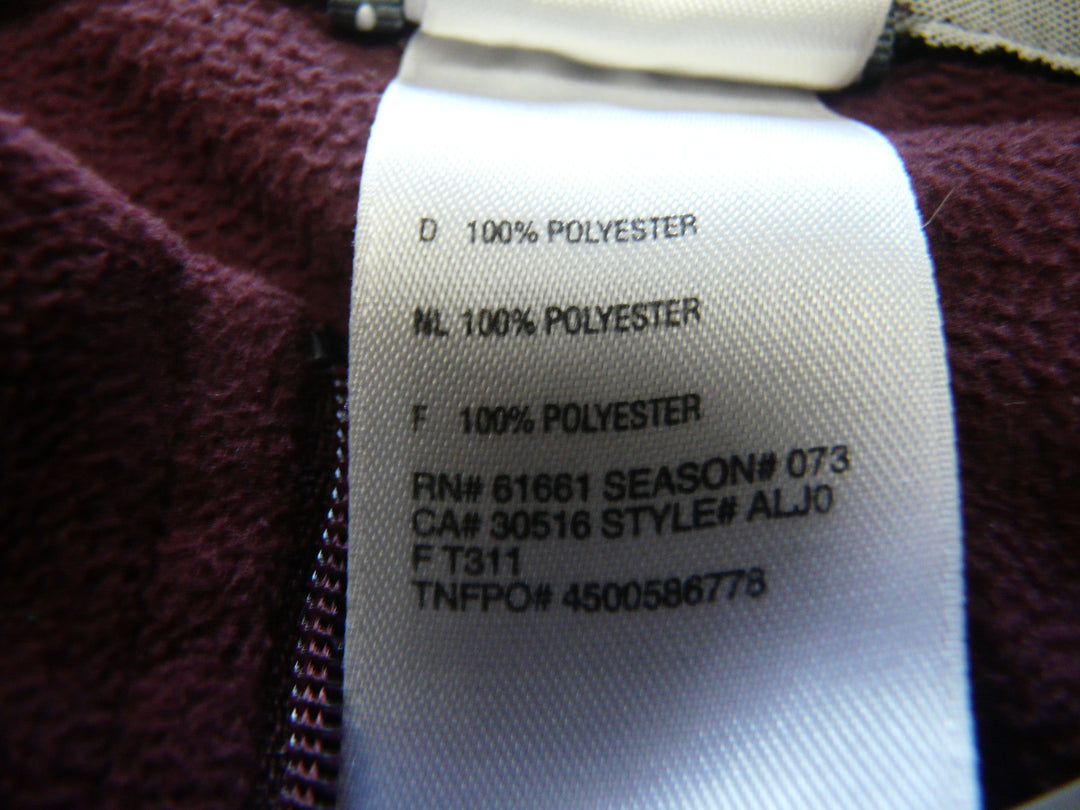 D 100% POLYESTER
NL 100% POLYESTER
F 100% POLYESTER
RN# 61661 SEASON# 073
CA# 30516 STYLE# ALJ0
F T311
TNFPO# 4500586778